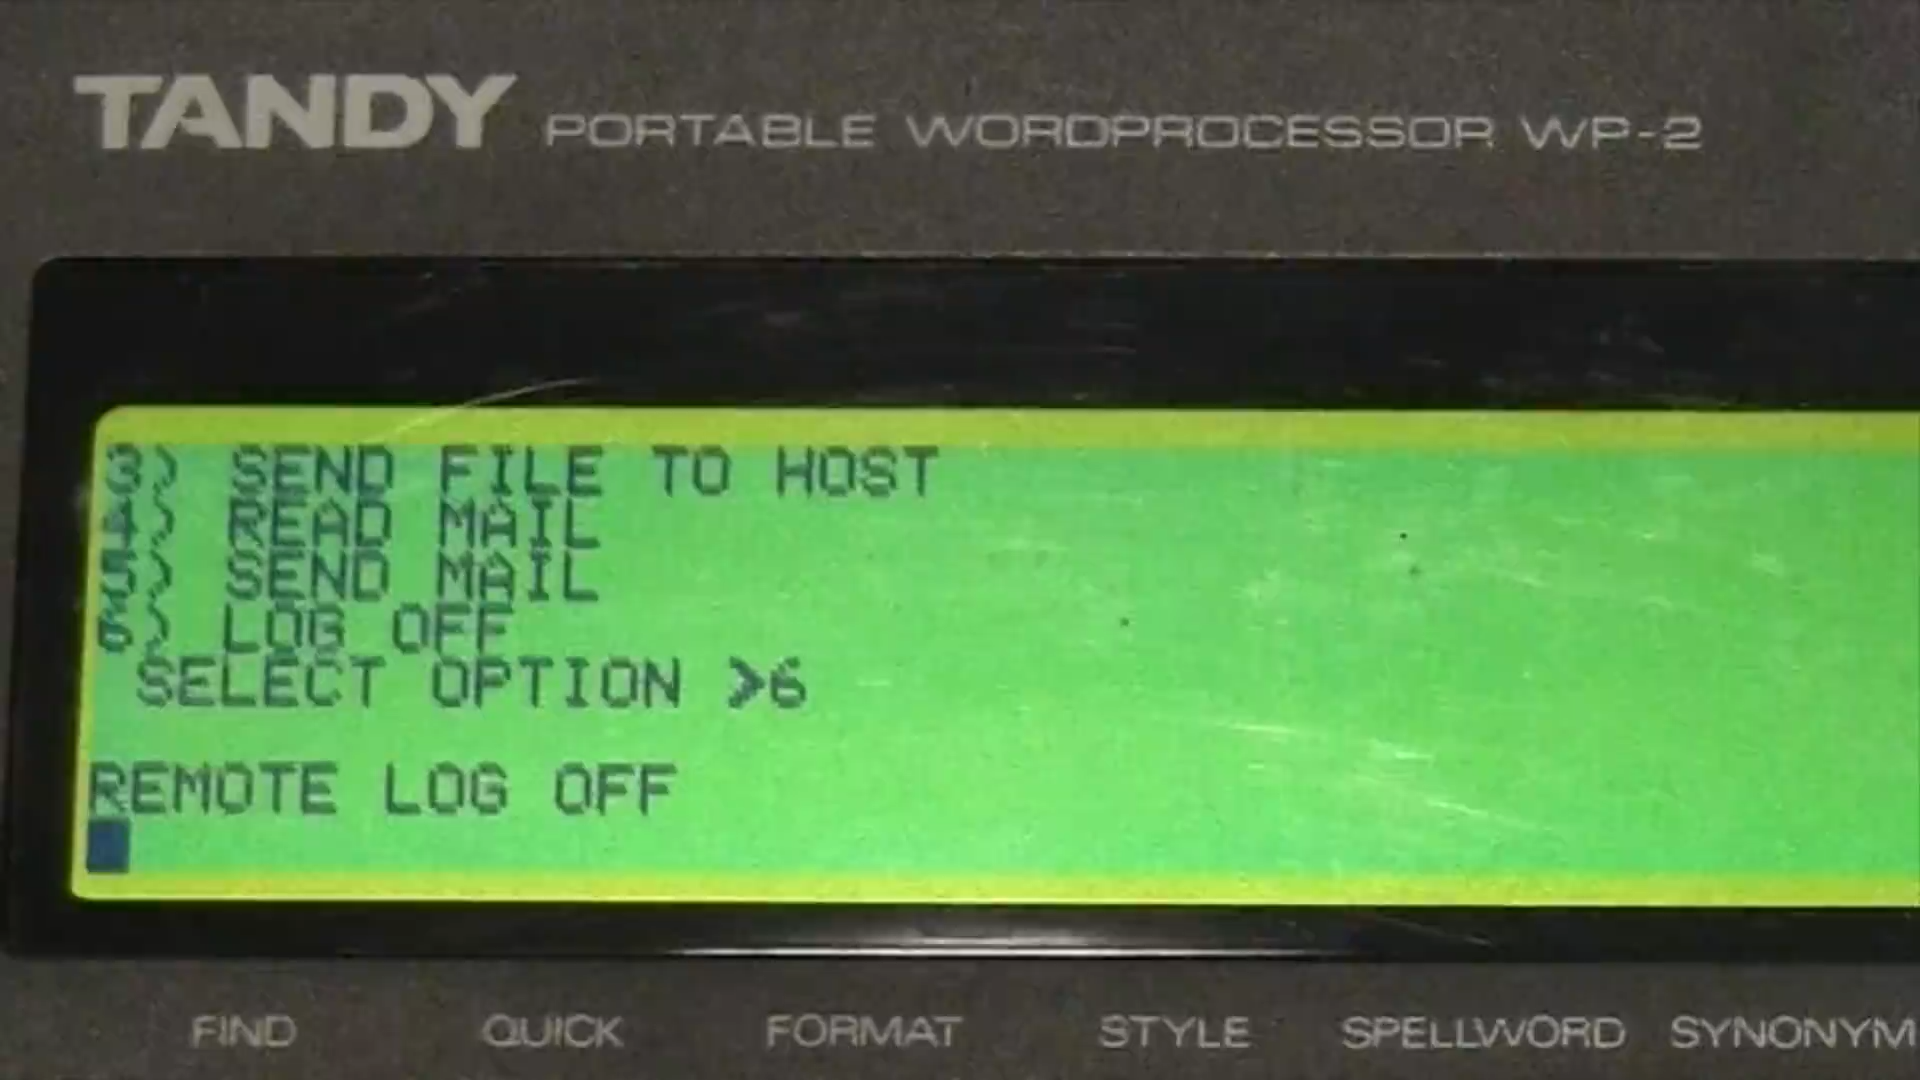 TANDY PORTABLE WORDPROCESSOR WP-2
3) SEND FILE TO HOST
4) READ MAIL
5) SEND MAIL
6) LOG OFF
SELECT OPTION >6
REMOTE LOG OFF
FIND QUICK FORMAT STYLE SPELLWORD SYNONYM